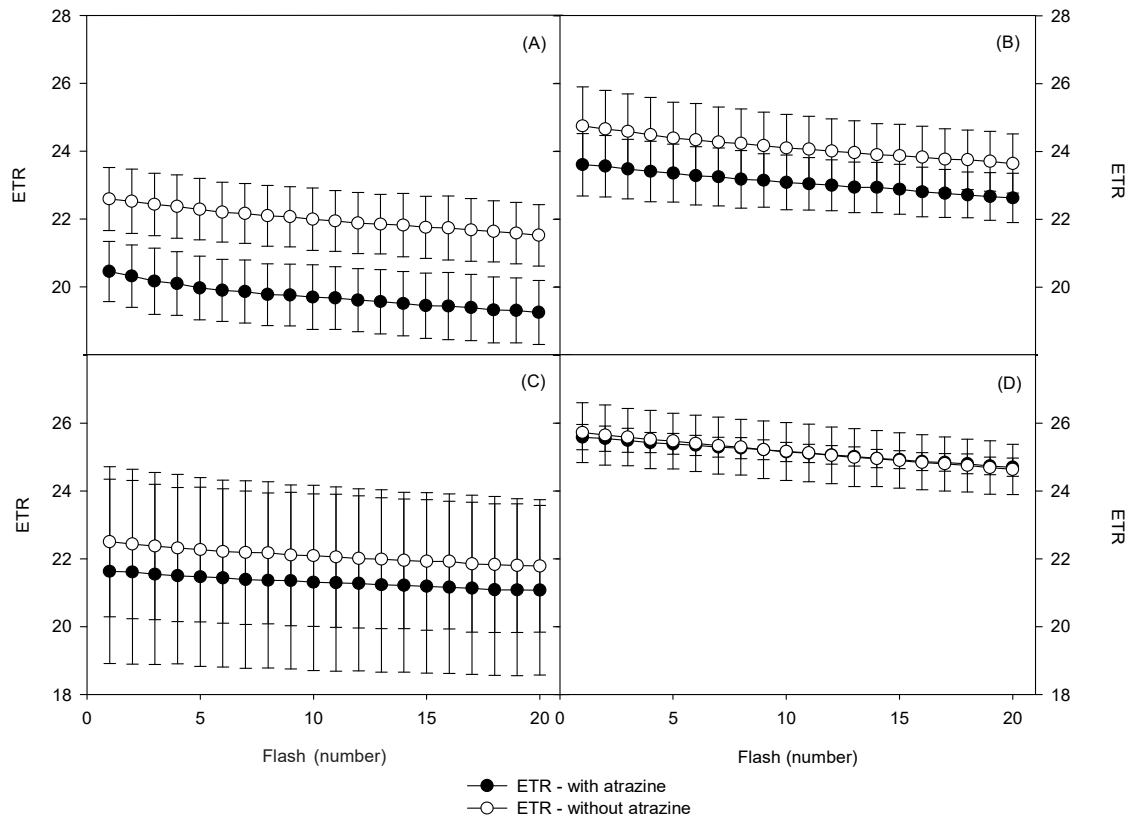 28
26
24
22
20
ETR
(A)
(B)
28
26
24
22
20
ETR
26
24
22
20
18
ETR
(C)
(D)
26
24
22
20
18
ETR
0 5 10 15 20 0 5 10 15 20
Flash (number)
Flash (number)
ETR - with atrazine
ETR - without atrazine